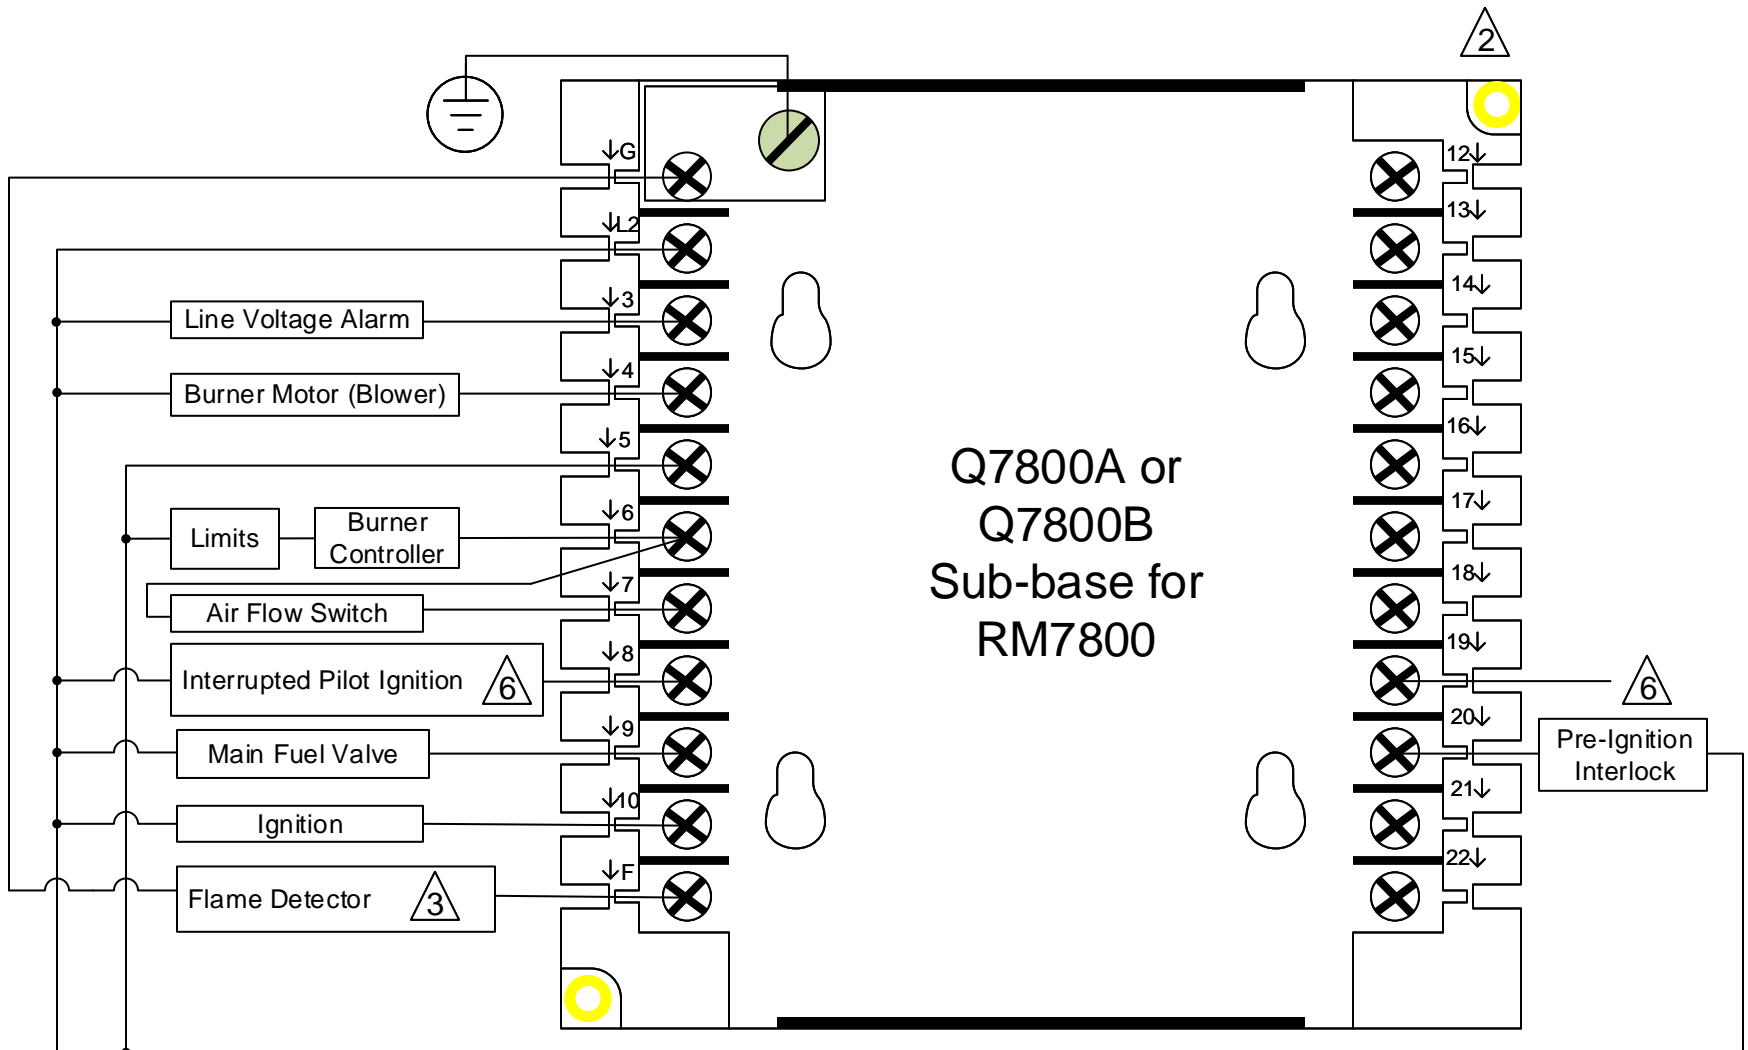 2
G
12
L2
13
3
Line Voltage Alarm
14
4
Burner Motor (Blower)
15
5
16
Q7800A or
Q7800B
Sub-base for
RM7800
6
Limits
Burner
Controller
17
7
Air Flow Switch
18
8
Interrupted Pilot Ignition
6
19
6
9
Main Fuel Valve
20
Pre-Ignition
Interlock
10
Ignition
21
F
Flame Detector
3
22